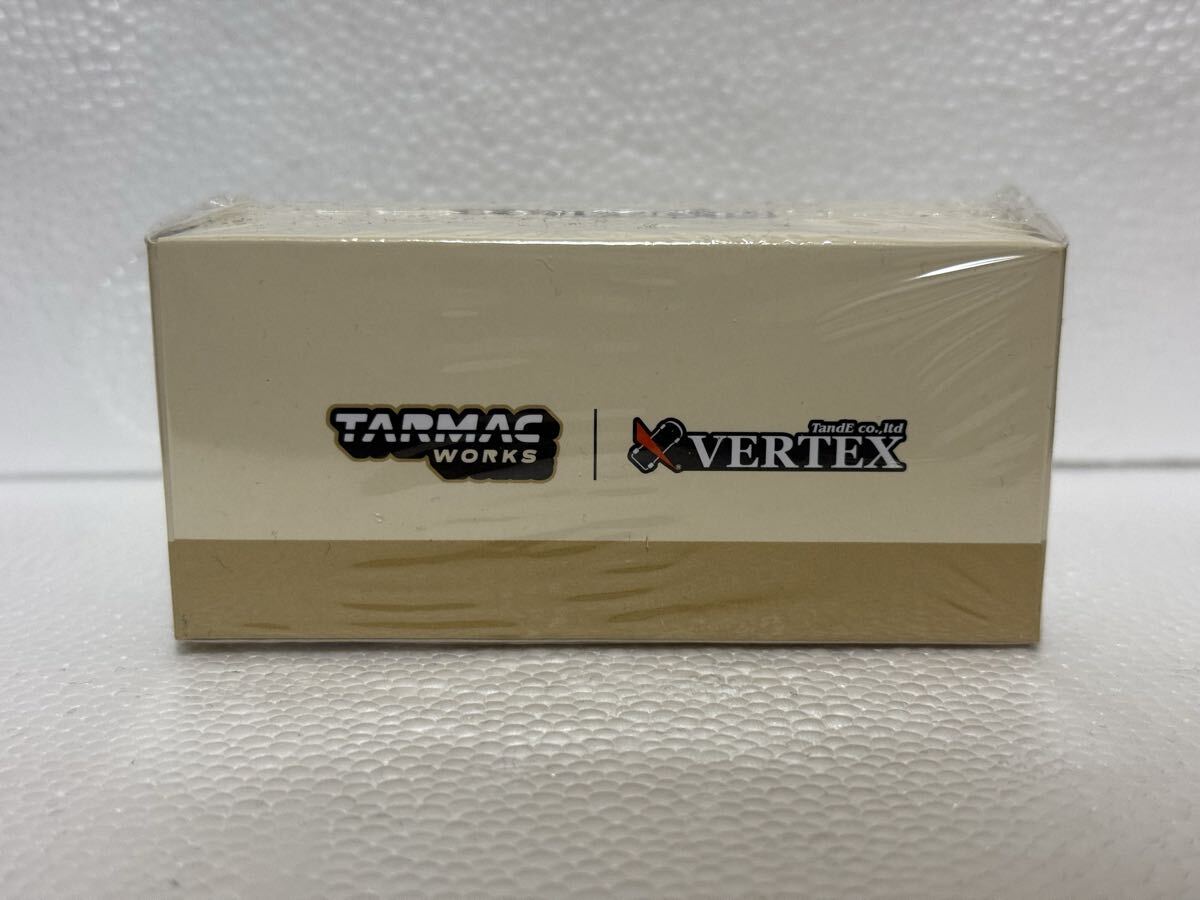 TARMAC
WORKS
TandE co.,ltd
VERTEX